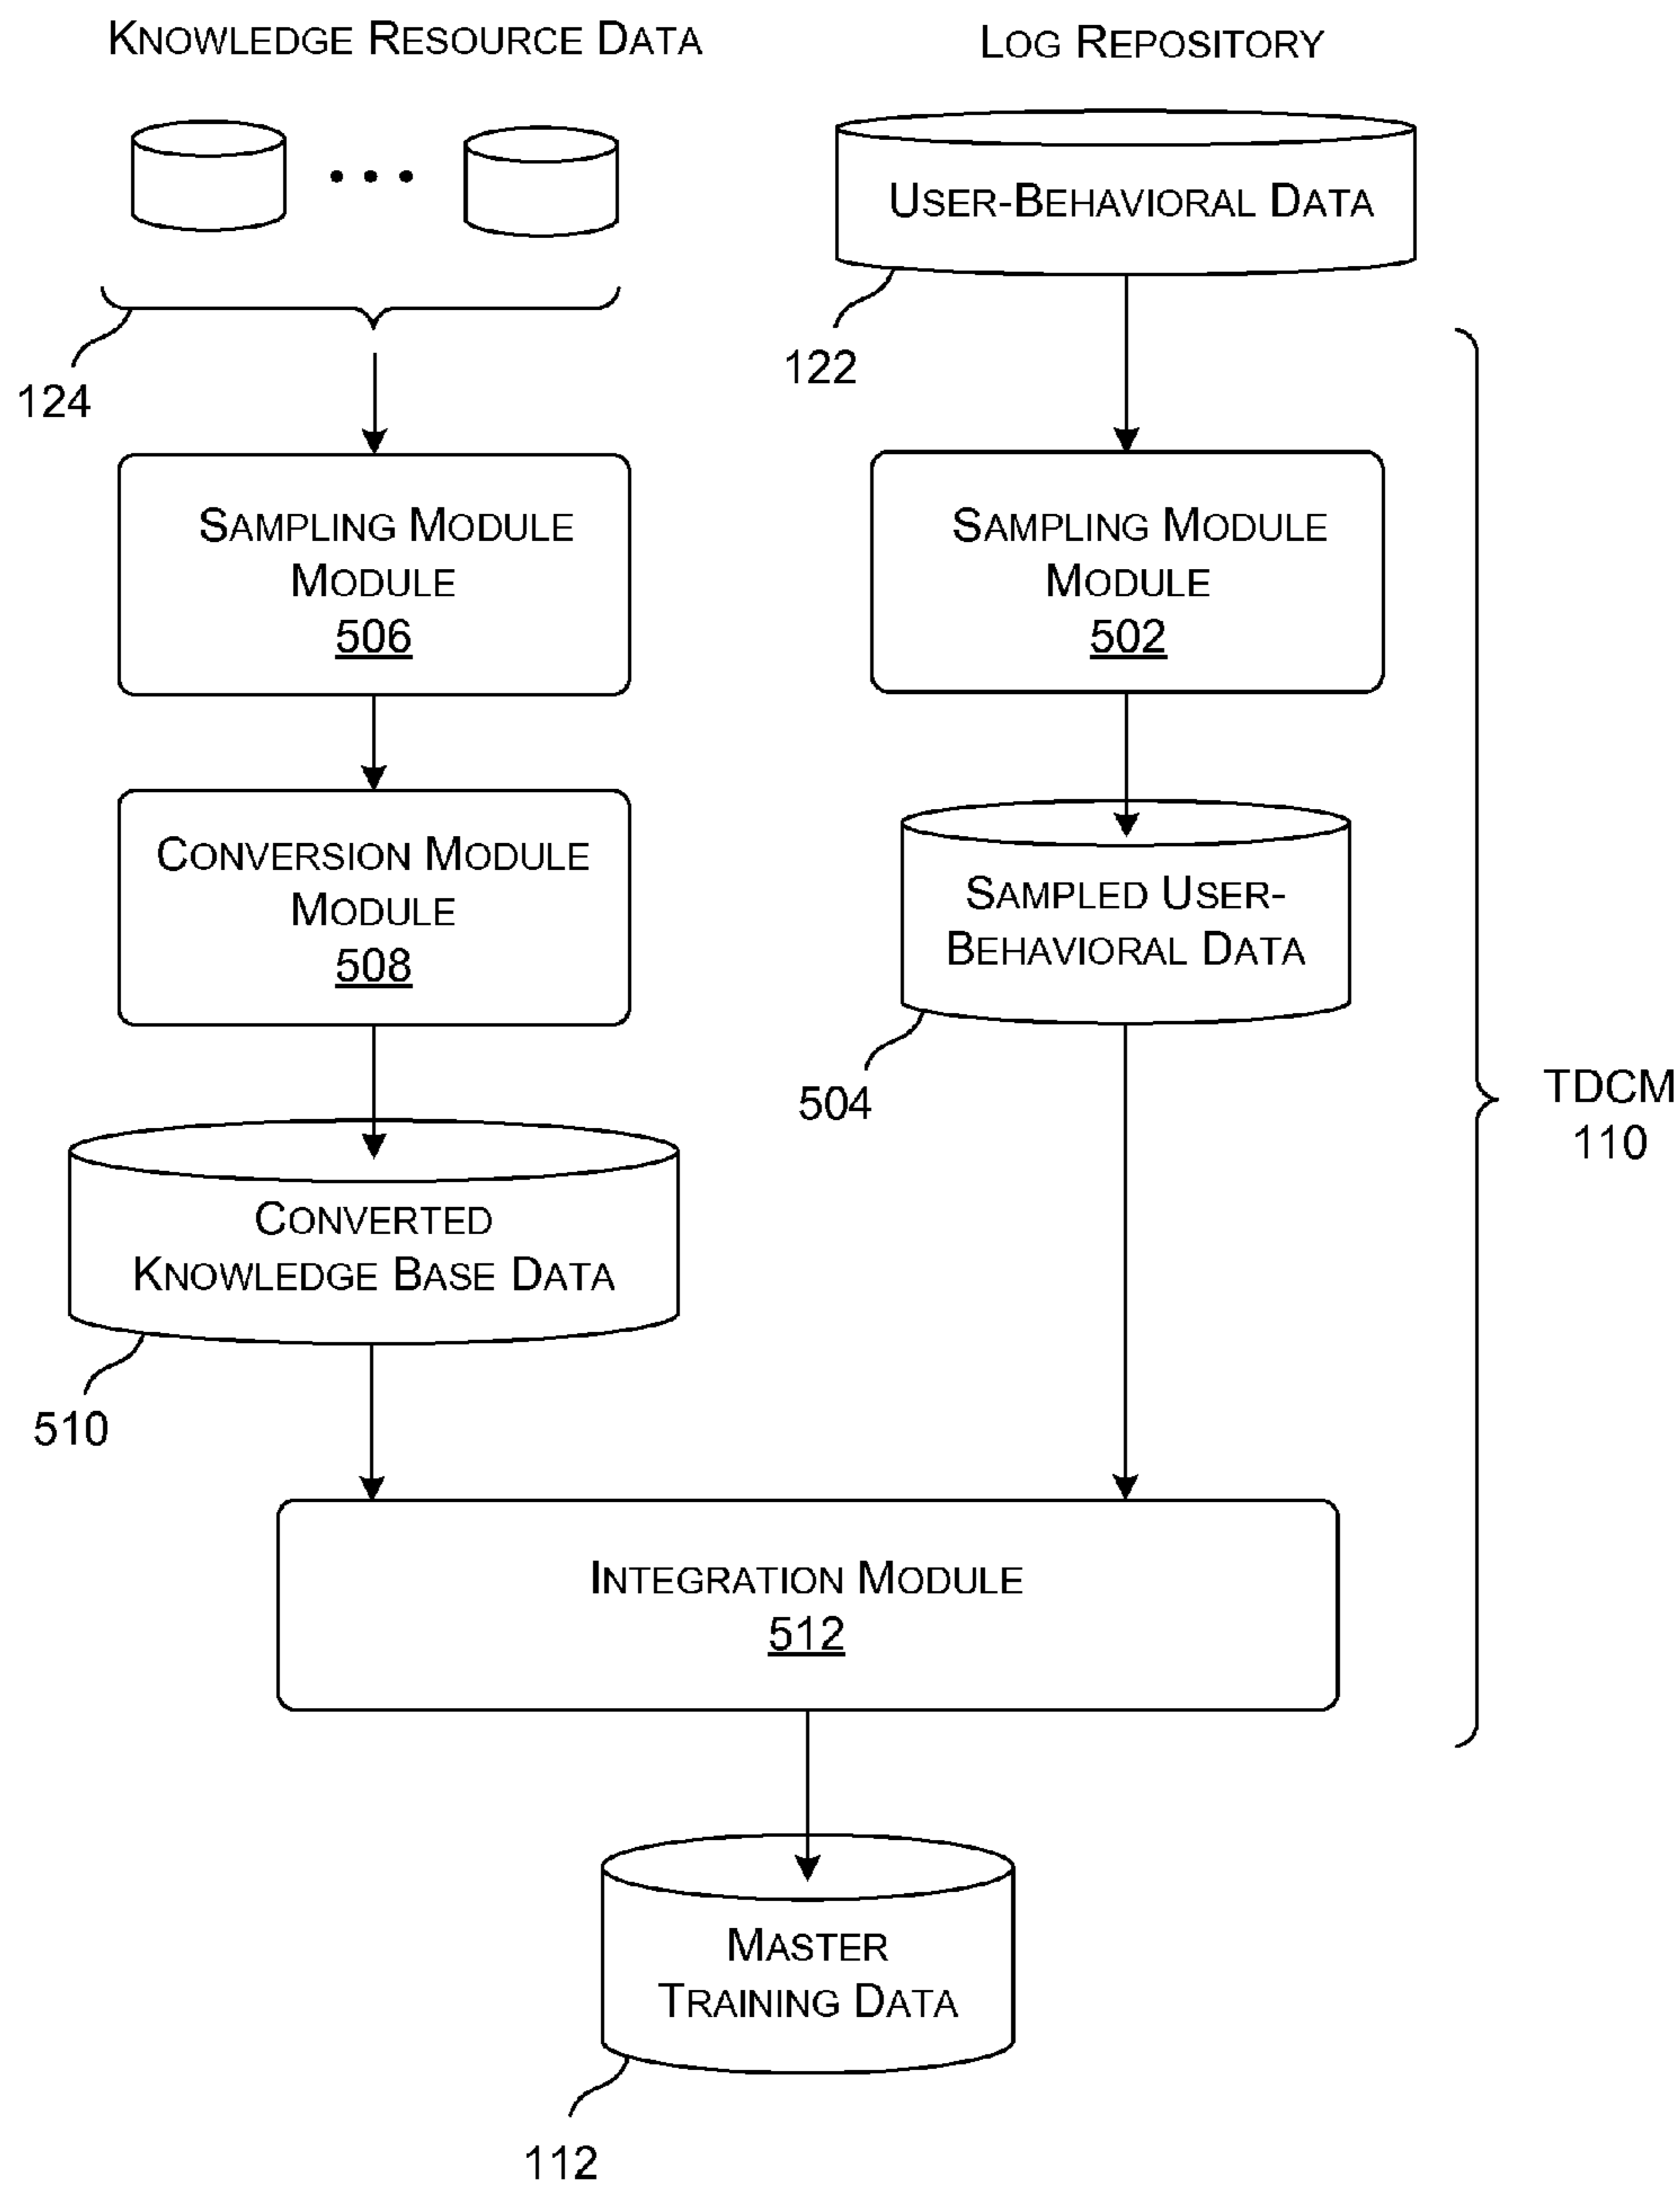 KNOWLEDGE RESOURCE DATA
LOG REPOSITORY
USER-BEHAVIORAL DATA
124
122
SAMPLING MODULE
MODULE
506
SAMPLING MODULE
MODULE
502
CONVERSION MODULE
MODULE
508
SAMPLED USER-
BEHAVIORAL DATA
504
TDCM
110
CONVERTED
KNOWLEDGE BASE DATA
510
INTEGRATION MODULE
512
MASTER
TRAINING DATA
112